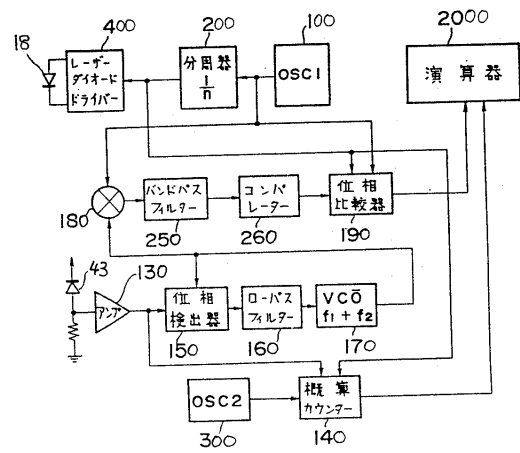 18
400
レーザー
ダイオード
ドライバー
200
分周器
1/n
100
OSC1
2000
演算器
180
バンドパス
フィルター
250
コンパ
レーター
260
位相
比較器
190
43
130
アンプ
位相
検出器
150
ローパス
フィルター
160
VCO
f1+f2
170
OSC2
300
概算
カウンター
140